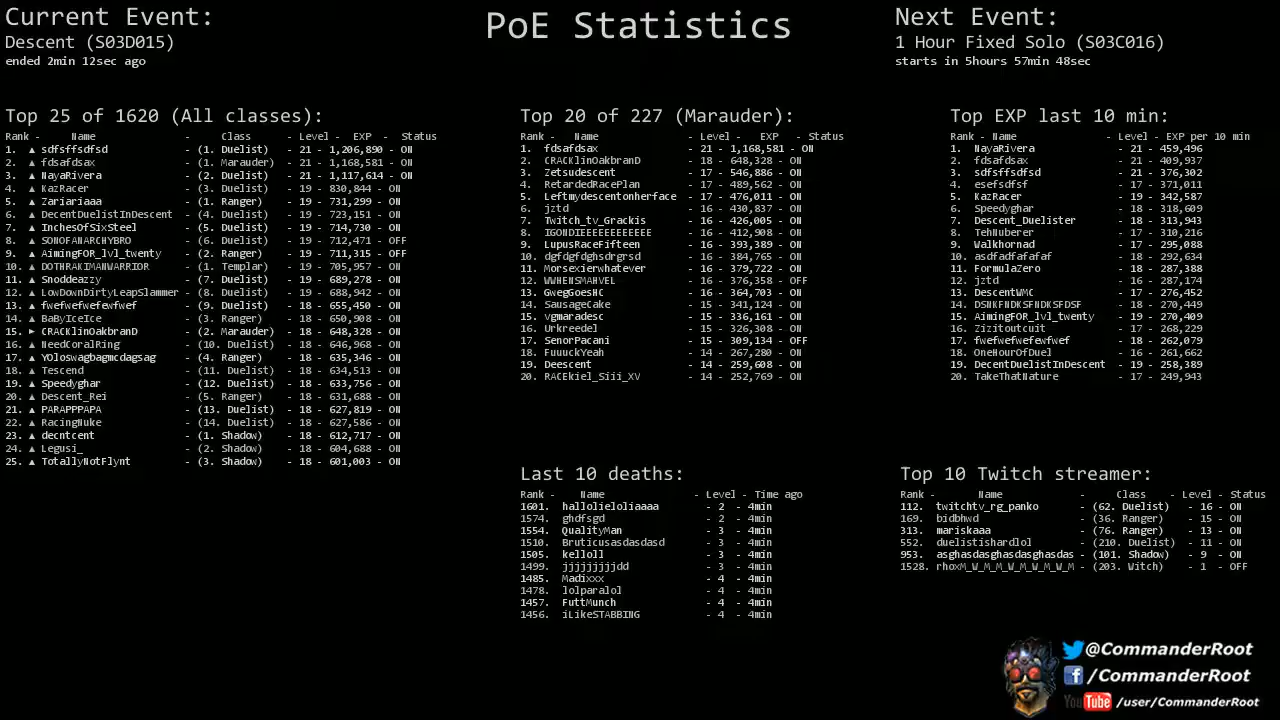 Current Event:
Descent (S03D015)
ended 2min 12sec ago
PoE Statistics
Next Event:
1 Hour Fixed Solo (S03C016)
starts in 5hours 57min 48sec
Top 25 of 1620 (All classes):
Rank - Name - Class - Level - EXP - Status
1. ▲ sdfsffsdfsd - (1. Duelist) - 21 - 1,206,890 - ON
2. ▲ fdsafdsax - (1. Marauder) - 21 - 1,168,581 - ON
3. ▲ NayaRivera - (2. Duelist) - 21 - 1,117,614 - ON
4. ▲ KazRacer - (3. Duelist) - 19 - 830,844 - ON
5. ▲ Zariariaaa - (1. Ranger) - 19 - 731,299 - ON
6. ▲ DecentDuelistInDescent - (4. Duelist) - 19 - 723,151 - ON
7. ▲ InchesOfSixSteel - (5. Duelist) - 19 - 714,730 - ON
8. ▲ SONOFANARCHYBRO - (6. Duelist) - 19 - 712,471 - OFF
9. ▲ AimingFOR_lvl_twenty - (2. Ranger) - 19 - 711,315 - OFF
10. ▲ DOTHRAKIMANWARRIOR - (1. Templar) - 19 - 705,957 - ON
11. ▲ Snoddeazzy - (7. Duelist) - 19 - 689,278 - ON
12. ▲ LowDownDirtyLeapSlammer - (8. Duelist) - 19 - 688,942 - ON
13. ▲ fwefwefwefewfwef - (9. Duelist) - 18 - 655,450 - ON
14. ▲ BaByIceIce - (3. Ranger) - 18 - 650,908 - ON
15. ► CRACKlinOakbranD - (2. Marauder) - 18 - 648,328 - ON
16. ▲ NeedCoralRing - (10. Duelist) - 18 - 646,968 - ON
17. ▲ YOloswagbagmcdagsag - (4. Ranger) - 18 - 635,346 - ON
18. ▲ Tescend - (11. Duelist) - 18 - 634,513 - ON
19. ▲ Speedyghar - (12. Duelist) - 18 - 633,756 - ON
20. ▲ Descent_Rei - (5. Ranger) - 18 - 631,688 - ON
21. ▲ PARAPPPAPA - (13. Duelist) - 18 - 627,819 - ON
22. ▲ RacingNuke - (14. Duelist) - 18 - 627,586 - ON
23. ▲ decntcent - (1. Shadow) - 18 - 612,717 - ON
24. ▲ Legusi_ - (2. Shadow) - 18 - 604,688 - ON
25. ▲ TotallyNotFlynt - (3. Shadow) - 18 - 601,003 - ON
Top 20 of 227 (Marauder):
Rank - Name - Level - EXP - Status
1. fdsafdsax - 21 - 1,168,581 - ON
2. CRACKlinOakbranD - 18 - 648,328 - ON
3. Zetsudescent - 17 - 546,886 - ON
4. RetardedRacePlan - 17 - 489,562 - ON
5. Leftmydescentonherface - 17 - 476,011 - ON
6. jztd - 16 - 430,837 - ON
7. Twitch_tv_Grackis - 16 - 426,005 - ON
8. IGONDIEEEEEEEEEEEE - 16 - 412,908 - ON
9. LupusRaceFifteen - 16 - 393,389 - ON
10. dgfdgfdghsdrgrsd - 16 - 384,765 - ON
11. Morsexierwhatever - 16 - 379,722 - ON
12. WWHENSMAHVEL - 16 - 376,358 - OFF
13. GwegGoesHC - 16 - 364,703 - ON
14. SausageCake - 15 - 341,124 - ON
15. vgmaradesc - 15 - 336,161 - ON
16. Urkreedel - 15 - 326,308 - ON
17. SenorPacani - 15 - 309,134 - OFF
18. FuuuckYeah - 14 - 267,280 - ON
19. Deescent - 14 - 259,608 - ON
20. RACEkiel_Siii_XV - 14 - 252,769 - ON
Top EXP last 10 min:
Rank - Name - Level - EXP per 10 min
1. NayaRivera - 21 - 459,496
2. fdsafdsax - 21 - 409,937
3. sdfsffsdfsd - 21 - 376,302
4. esefsdfsf - 17 - 371,011
5. KazRacer - 19 - 342,587
6. Speedyghar - 18 - 318,609
7. Descent_Duelister - 18 - 313,943
8. TehNuberer - 17 - 310,216
9. Walkhornad - 17 - 295,088
10. asdfadfafafaf - 18 - 292,634
11. FormulaZero - 18 - 287,388
12. jztd - 16 - 287,174
13. DescentWMC - 17 - 276,452
14. DSNKFNDKSFNDKSFDSF - 18 - 270,449
15. AimingFOR_lvl_twenty - 19 - 270,409
16. Zizitoutcuit - 17 - 268,229
17. fwefwefwefewfwef - 18 - 262,079
18. OneHourOfDuel - 16 - 261,662
19. DecentDuelistInDescent - 19 - 258,389
20. TakeThatNature - 17 - 249,943
Last 10 deaths:
Rank - Name - Level - Time ago
1601. hallolieloliaaaa - 2 - 4min
1574. ghdfsgd - 2 - 4min
1554. QualityMan - 3 - 4min
1510. Bruticusasdasdasd - 3 - 4min
1505. kelloll - 3 - 4min
1499. jjjjjjjjjdd - 3 - 4min
1485. Madixxx - 4 - 4min
1478. lolparalol - 4 - 4min
1457. FuttMunch - 4 - 4min
1456. iLikeSTABBING - 4 - 4min
Top 10 Twitch streamer:
Rank - Name - Class - Level - Status
112. twitchtv_rg_panko - (62. Duelist) - 16 - ON
169. bidbhwd - (36. Ranger) - 15 - ON
313. mariskaaa - (76. Ranger) - 13 - ON
552. duelistishardlol - (210. Duelist) - 11 - ON
953. asghasdasghasdasghasdas - (101. Shadow) - 9 - ON
1528. rhoxM_W_M_W_M_W_M_W_M - (203. Witch) - 1 - OFF
@CommanderRoot
/CommanderRoot
YouTube /user/CommanderRoot